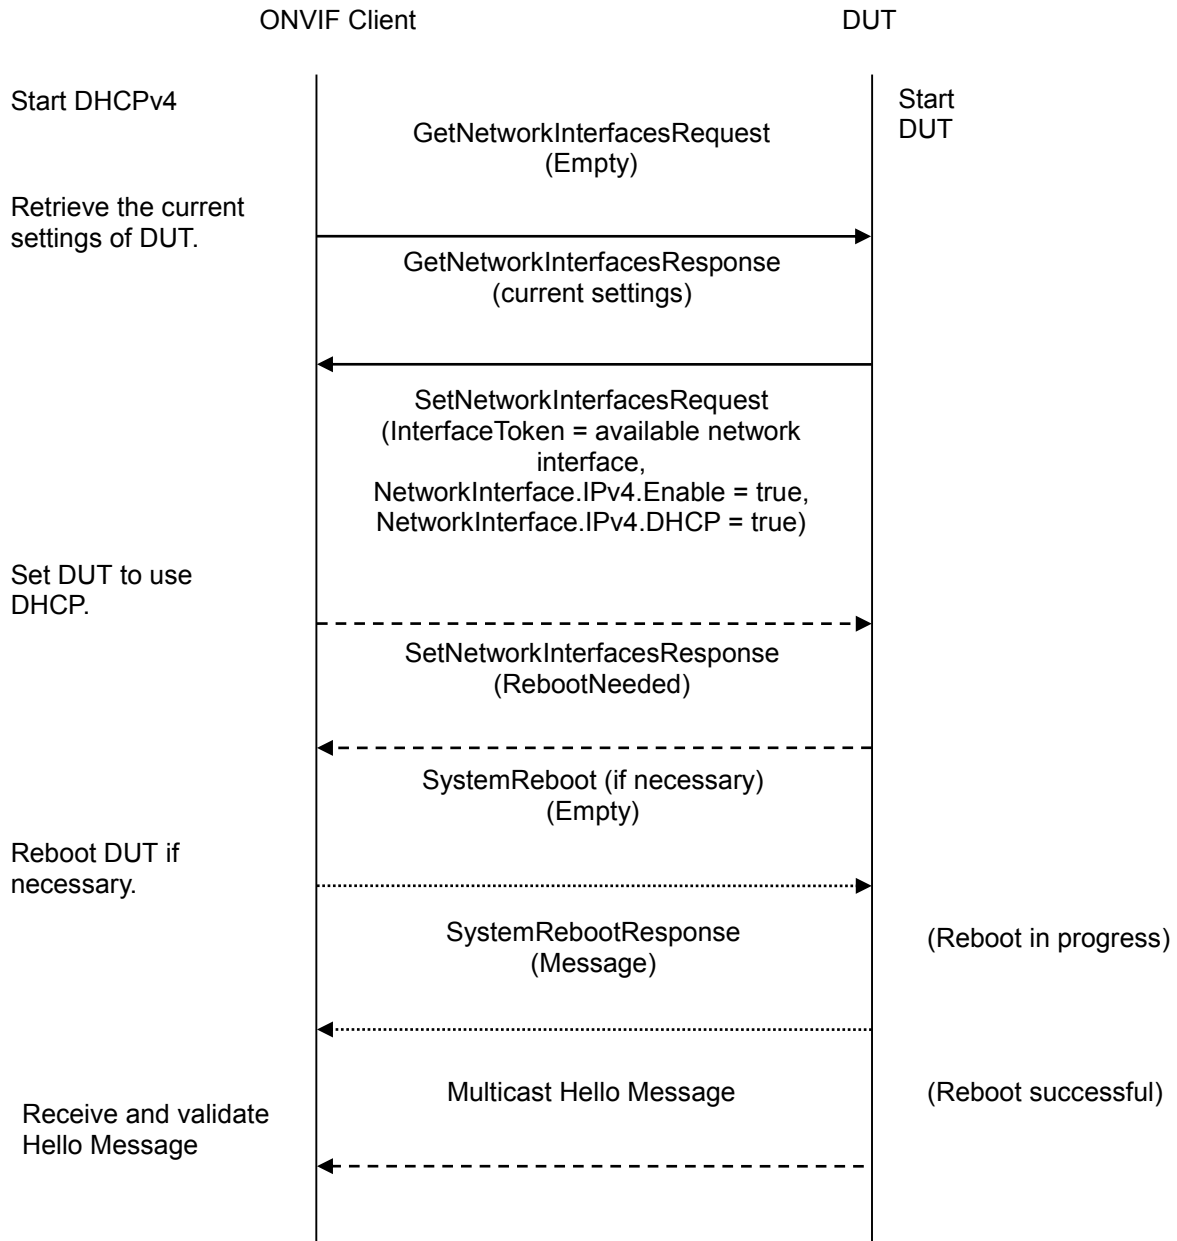 ONVIF Client
DUT
Start DHCPv4
Start
DUT
GetNetworkInterfacesRequest
(Empty)
Retrieve the current
settings of DUT.
GetNetworkInterfacesResponse
(current settings)
SetNetworkInterfacesRequest
(InterfaceToken = available network
interface,
NetworkInterface.IPv4.Enable = true,
NetworkInterface.IPv4.DHCP = true)
Set DUT to use
DHCP.
SetNetworkInterfacesResponse
(RebootNeeded)
SystemReboot (if necessary)
(Empty)
Reboot DUT if
necessary.
SystemRebootResponse
(Message)
(Reboot in progress)
Multicast Hello Message
(Reboot successful)
Receive and validate
Hello Message